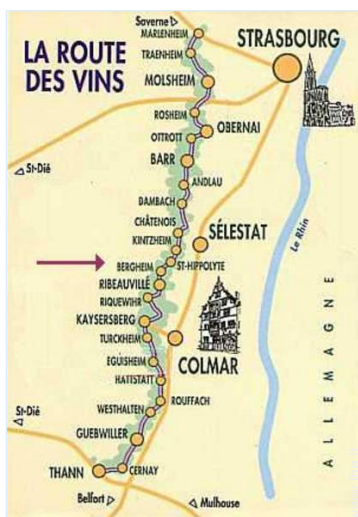 Saverne
MARLENHEIM
STRASBOURG
LA ROUTE
DES VINS
TRAENHEIM
MOLSHEIM
ROSHEIM
OBERNAI
OTTROTT
BARR
St-Dié
ANDLAU
DAMBACH
CHÂTENOIS
SÉLESTAT
KINTZHEIM
Le Rhin
BERGHEIM
ST-HIPPOLYTE
RIBEAUVILLÉ
RIQUEWIHR
KAYSERSBERG
TURCKHEIM
COLMAR
EGUISHEIM
HATTSTATT
ALLEMAGNE
ROUFFACH
St-Dié
WESTHALTEN
GUEBWILLER
THANN
CERNAY
Belfort
Mulhouse